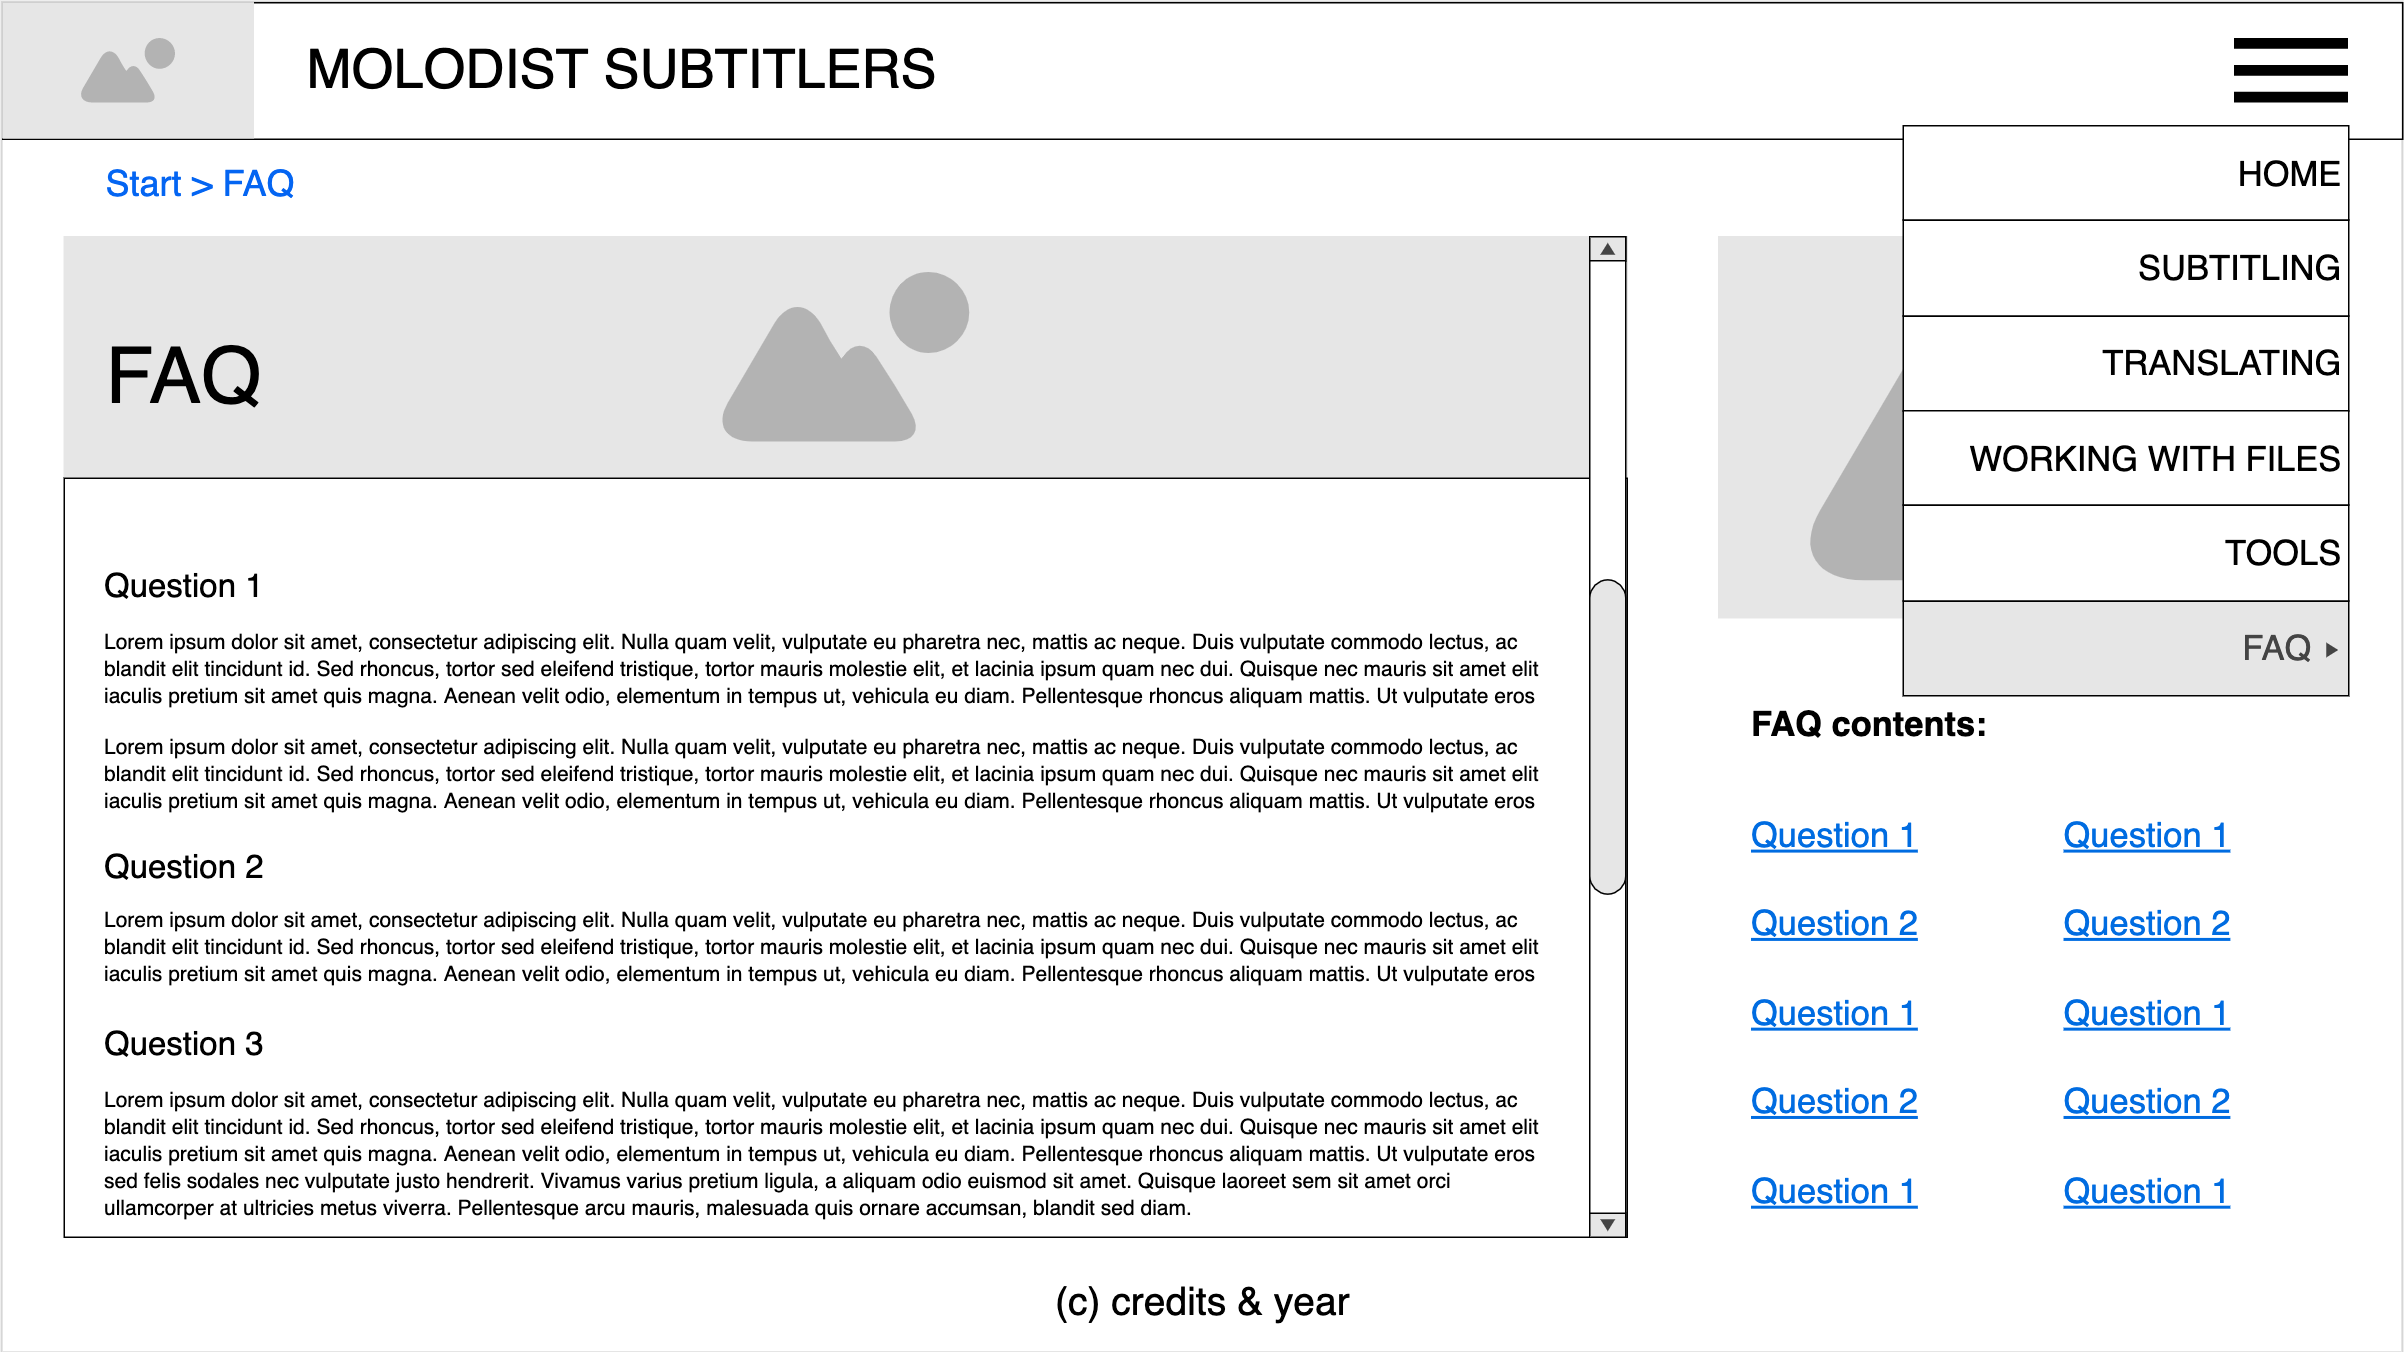 MOLODIST SUBTITLERS
Start > FAQ
HOME
SUBTITLING
TRANSLATING
WORKING WITH FILES
TOOLS
FAQ
FAQ
Question 1
Lorem ipsum dolor sit amet, consectetur adipiscing elit. Nulla quam velit, vulputate eu pharetra nec, mattis ac neque. Duis vulputate commodo lectus, ac
blandit elit tincidunt id. Sed rhoncus, tortor sed eleifend tristique, tortor mauris molestie elit, et lacinia ipsum quam nec dui. Quisque nec mauris sit amet elit
iaculis pretium sit amet quis magna. Aenean velit odio, elementum in tempus ut, vehicula eu diam. Pellentesque rhoncus aliquam mattis. Ut vulputate eros
Lorem ipsum dolor sit amet, consectetur adipiscing elit. Nulla quam velit, vulputate eu pharetra nec, mattis ac neque. Duis vulputate commodo lectus, ac
blandit elit tincidunt id. Sed rhoncus, tortor sed eleifend tristique, tortor mauris molestie elit, et lacinia ipsum quam nec dui. Quisque nec mauris sit amet elit
iaculis pretium sit amet quis magna. Aenean velit odio, elementum in tempus ut, vehicula eu diam. Pellentesque rhoncus aliquam mattis. Ut vulputate eros
Question 2
Lorem ipsum dolor sit amet, consectetur adipiscing elit. Nulla quam velit, vulputate eu pharetra nec, mattis ac neque. Duis vulputate commodo lectus, ac
blandit elit tincidunt id. Sed rhoncus, tortor sed eleifend tristique, tortor mauris molestie elit, et lacinia ipsum quam nec dui. Quisque nec mauris sit amet elit
iaculis pretium sit amet quis magna. Aenean velit odio, elementum in tempus ut, vehicula eu diam. Pellentesque rhoncus aliquam mattis. Ut vulputate eros
Question 3
Lorem ipsum dolor sit amet, consectetur adipiscing elit. Nulla quam velit, vulputate eu pharetra nec, mattis ac neque. Duis vulputate commodo lectus, ac
blandit elit tincidunt id. Sed rhoncus, tortor sed eleifend tristique, tortor mauris molestie elit, et lacinia ipsum quam nec dui. Quisque nec mauris sit amet elit
iaculis pretium sit amet quis magna. Aenean velit odio, elementum in tempus ut, vehicula eu diam. Pellentesque rhoncus aliquam mattis. Ut vulputate eros
sed felis sodales nec vulputate justo hendrerit. Vivamus varius pretium ligula, a aliquam odio euismod sit amet. Quisque laoreet sem sit amet orci
ullamcorper at ultricies metus viverra. Pellentesque arcu mauris, malesuada quis ornare accumsan, blandit sed diam.
FAQ contents:
Question 1 Question 1
Question 2 Question 2
Question 1 Question 1
Question 2 Question 2
Question 1 Question 1
(c) credits & year